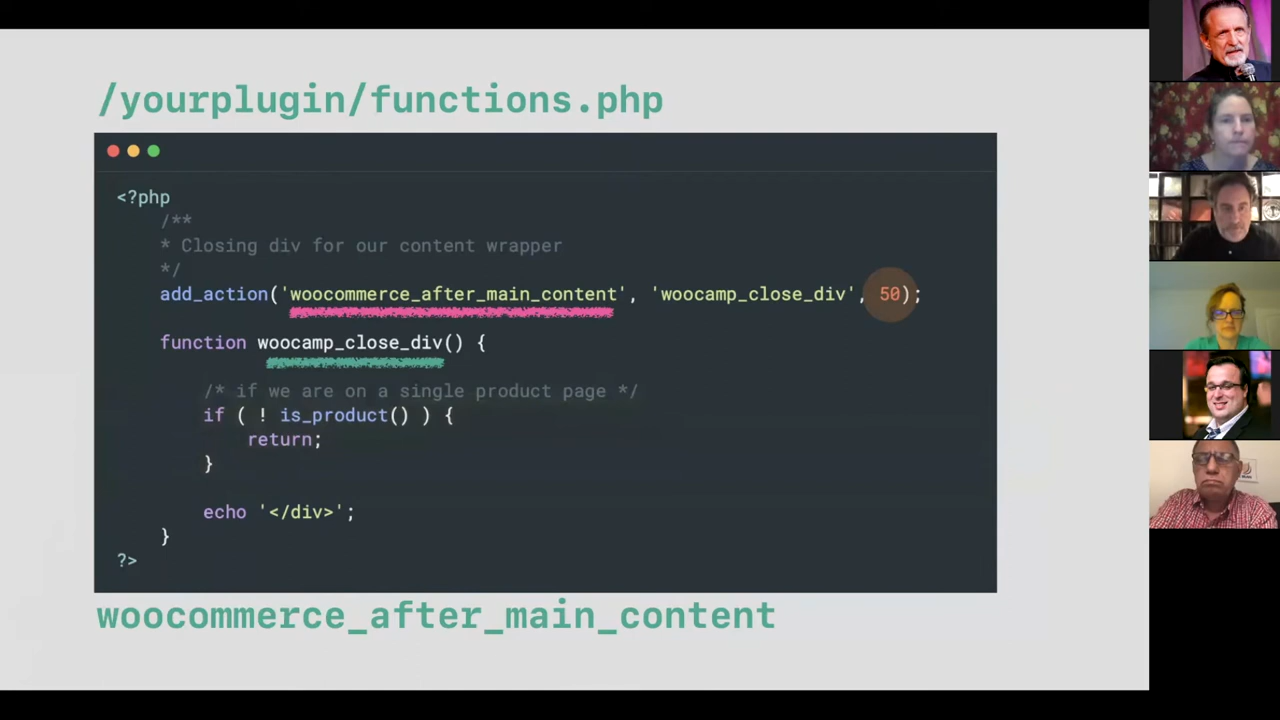 /yourplugin/functions.php
<?php
/**
* Closing div for our content wrapper
*/
add_action('woocommerce_after_main_content', 'woocamp_close_div', 50);
function woocamp_close_div() {
/* if we are on a single product page */
if ( ! is_product() ) {
return;
}
echo '</div>';
}
?>
woocommerce_after_main_content